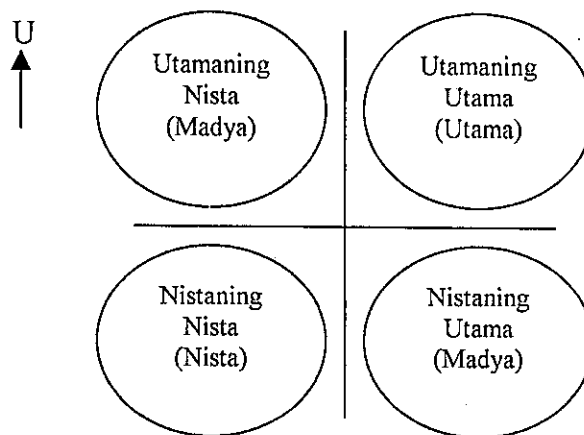 U
Utamaning
Nista
(Madya)
Utamaning
Utama
(Utama)
Nistaning
Nista
(Nista)
Nistaning
Utama
(Madya)